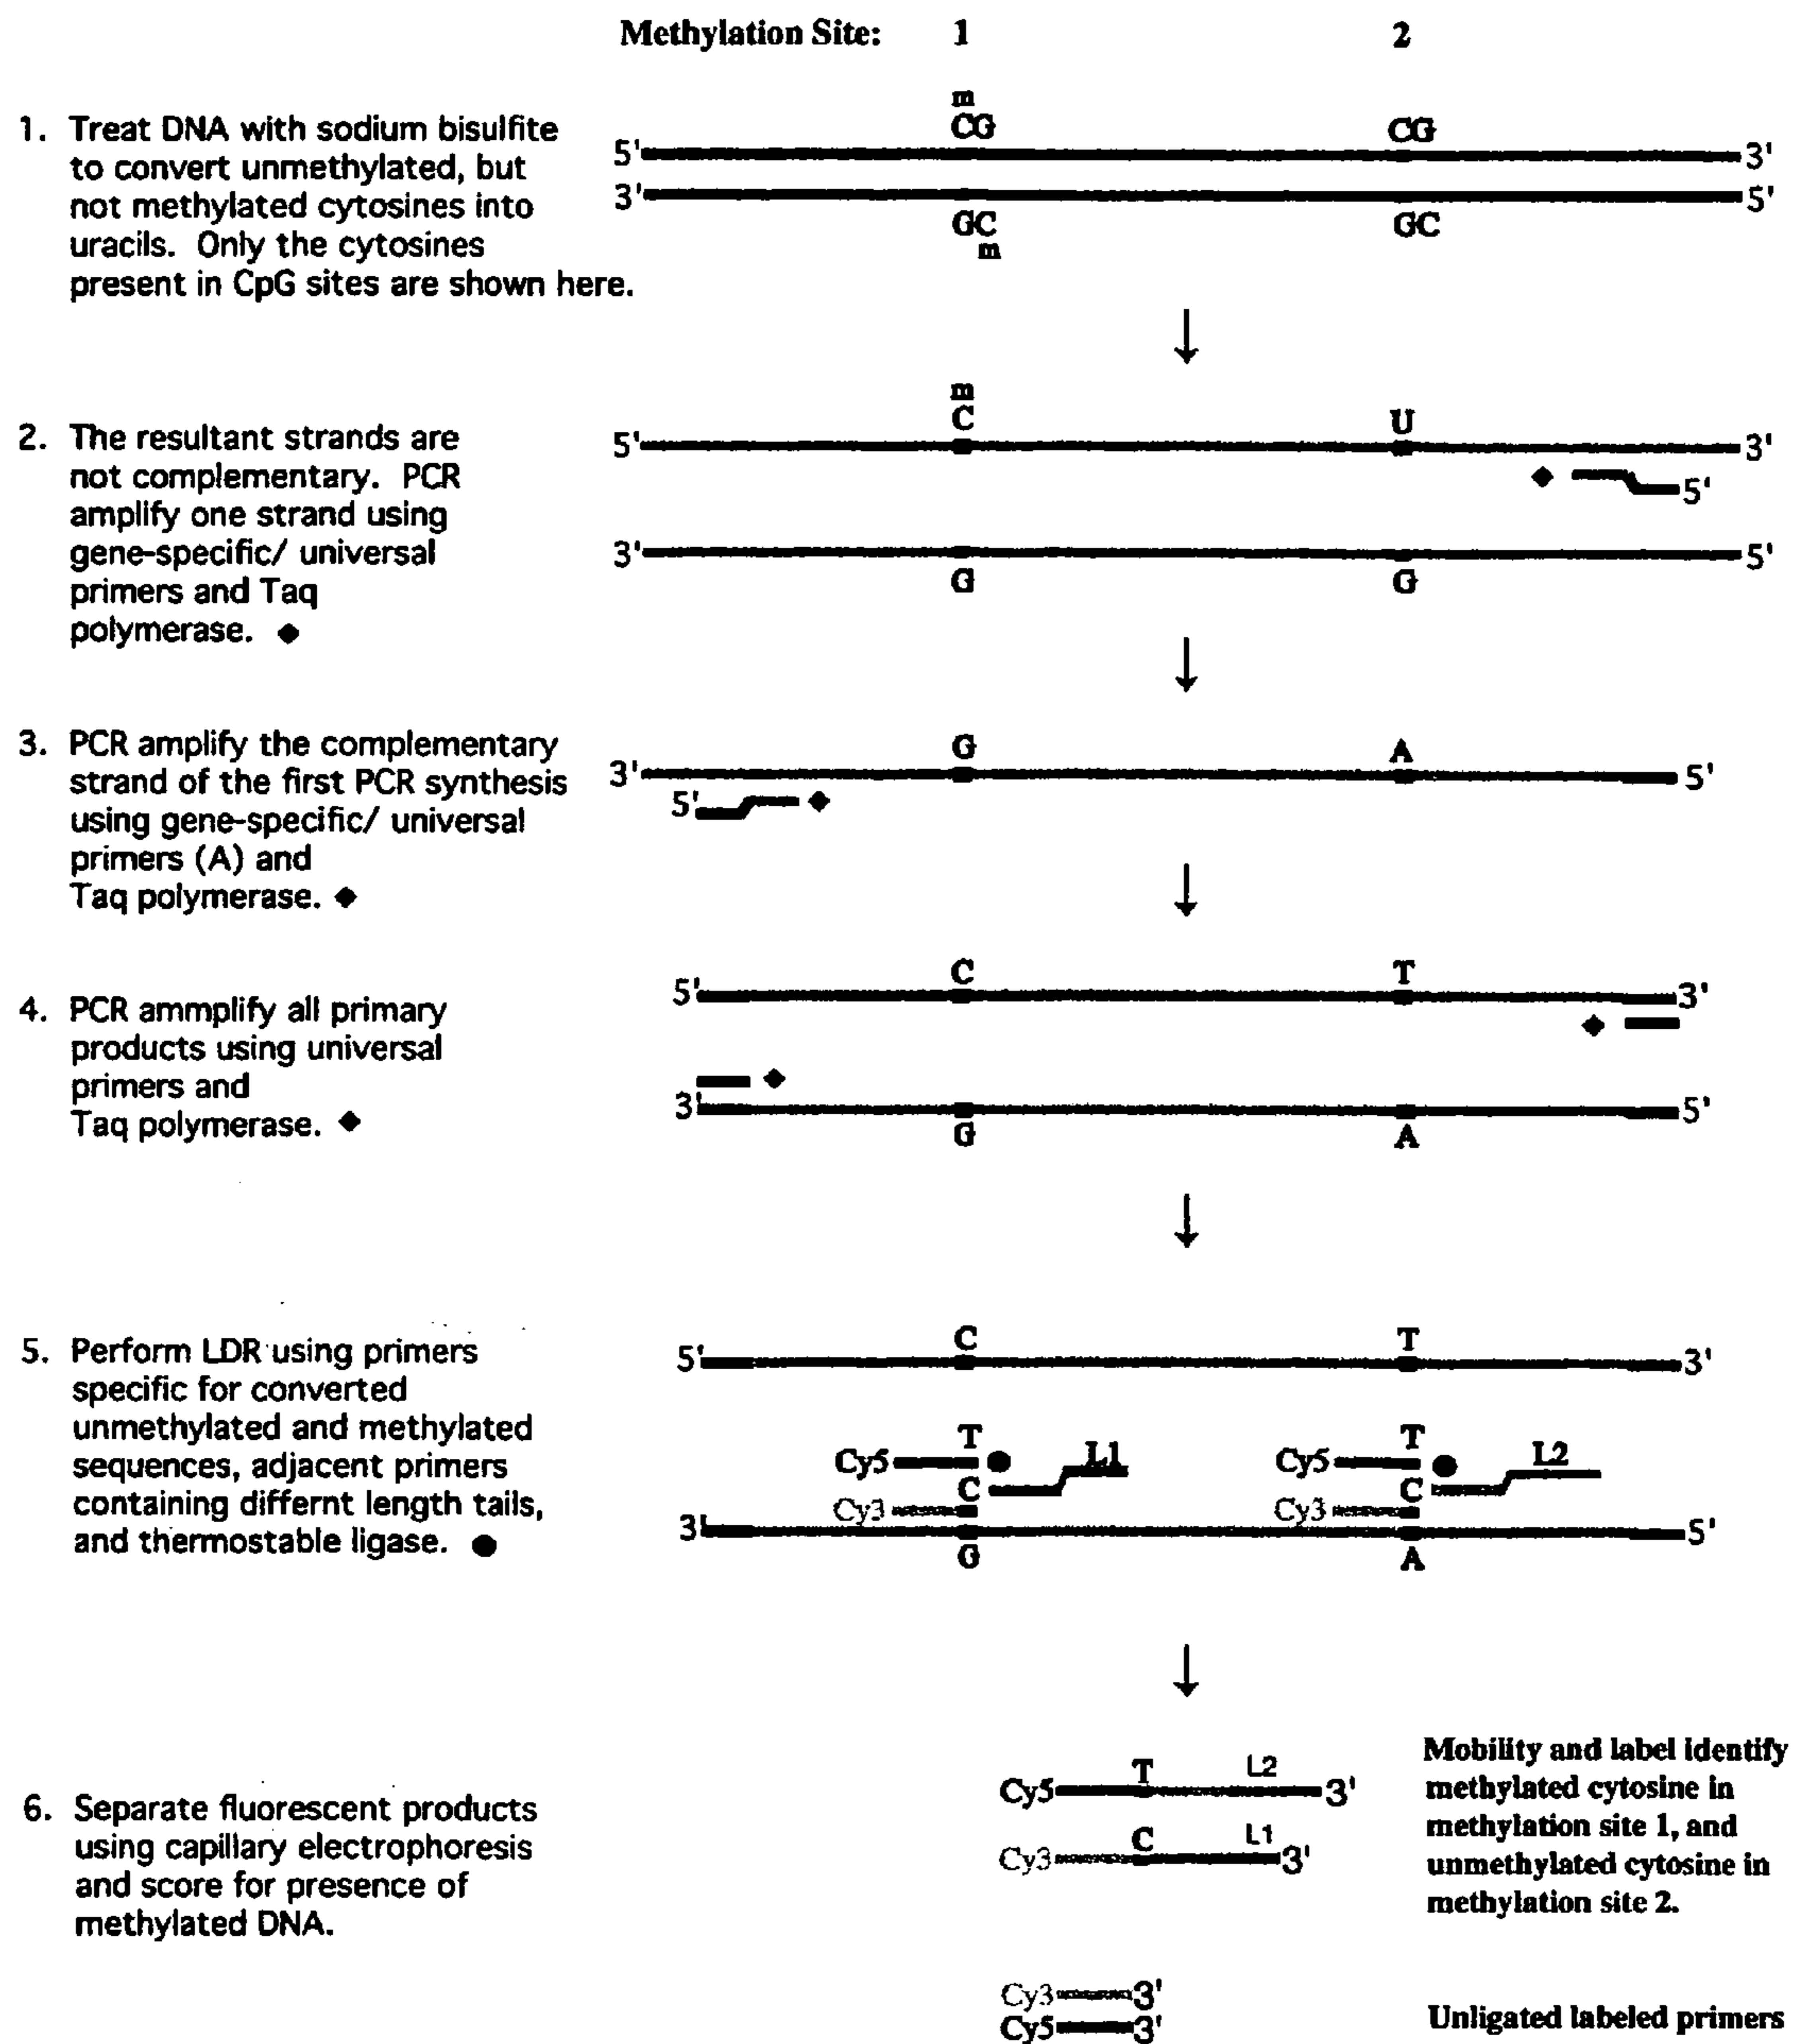 Methylation Site: 1 2
1. Treat DNA with sodium bisulfite
to convert unmethylated, but
not methylated cytosines into
uracils. Only the cytosines
present in CpG sites are shown here.
m
CG CG
5' 3'
3' 5'
GC GC
m
2. The resultant strands are
not complementary. PCR
amplify one strand using
gene-specific/ universal
primers and Taq
polymerase. ◆
m
C U
5' 3'
5'
3' 5'
G G
3. PCR amplify the complementary
strand of the first PCR synthesis
using gene-specific/ universal
primers (A) and
Taq polymerase. ◆
G A
3' 5'
5'
4. PCR ammplify all primary
products using universal
primers and
Taq polymerase. ◆
C T
5' 3'
3' 5'
G A
5. Perform LDR using primers
specific for converted
unmethylated and methylated
sequences, adjacent primers
containing differnt length tails,
and thermostable ligase. ●
C T
5' 3'
T T
Cy5 L1 Cy5 L2
C C
Cy3 Cy3
3' 5'
G A
6. Separate fluorescent products
using capillary electrophoresis
and score for presence of
methylated DNA.
T L2
Cy5 3'
C L1
Cy3 3'
Mobility and label identify
methylated cytosine in
methylation site 1, and
unmethylated cytosine in
methylation site 2.
Cy3 3'
Cy5 3'
Unligated labeled primers